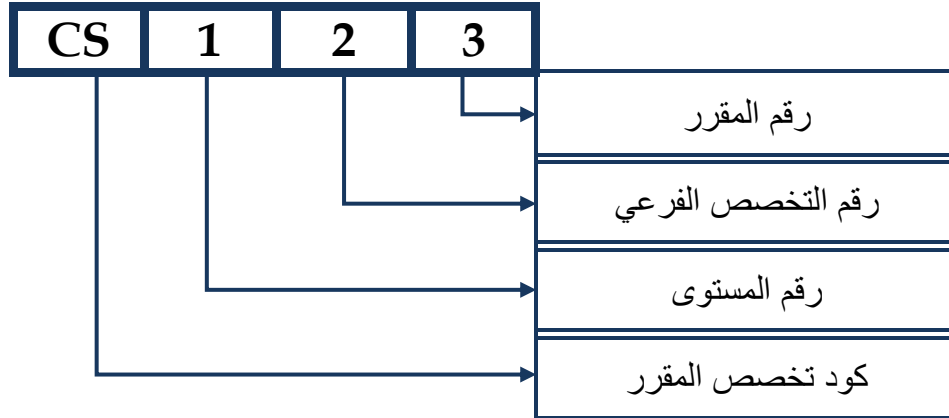 CS 1 2 3
رقم المقرر
رقم التخصص الفرعي
رقم المستوى
كود تخصص المقرر